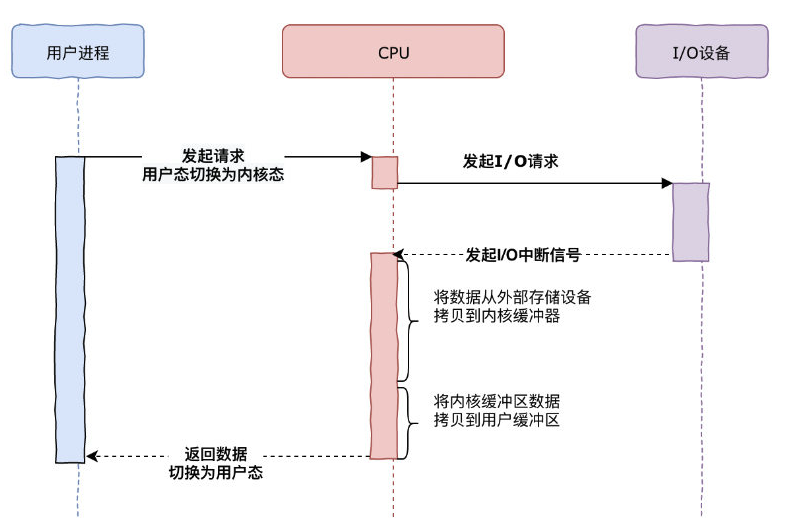 用户进程
CPU
I/O设备
发起请求
用户态切换为内核态
发起I/O请求
发起I/O中断信号
将数据从外部存储设备
拷贝到内核缓冲器
将内核缓冲区数据
拷贝到用户缓冲区
返回数据
切换为用户态